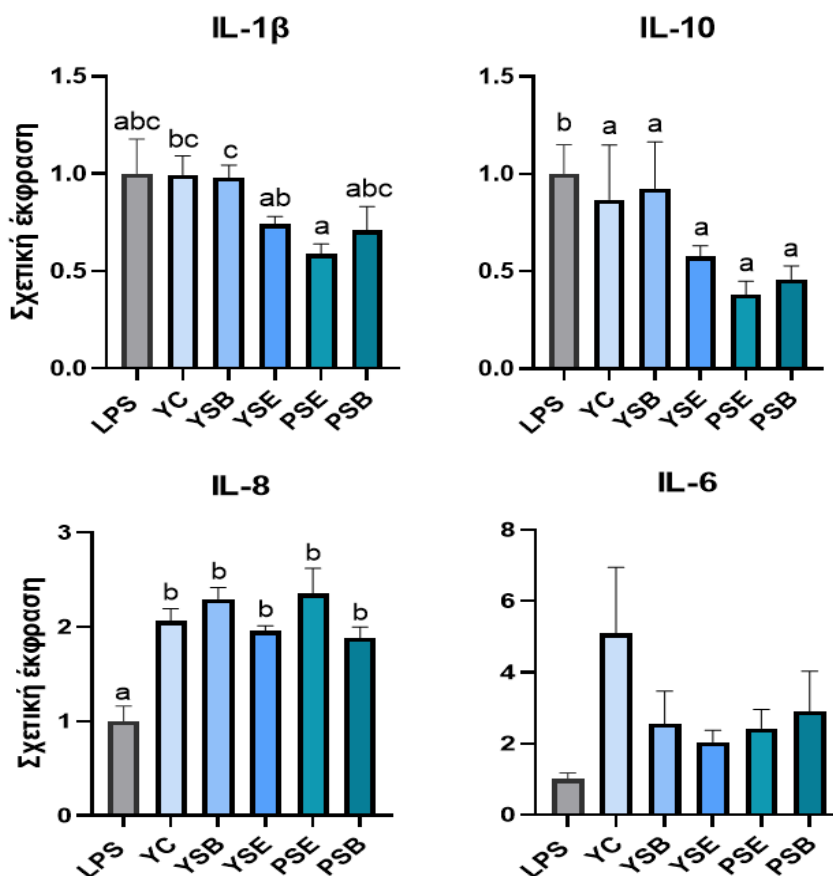 IL-1β
Σχετική έκφραση
1.5
1.0
0.5
0.0
abc
bc
c
ab
a
abc
LPS
YC
YSB
YSE
PSE
PSB
IL-10
1.5
1.0
0.5
0.0
b
a
a
a
a
a
LPS
YC
YSB
YSE
PSE
PSB
IL-8
Σχετική έκφραση
3
2
1
0
a
b
b
b
b
b
LPS
YC
YSB
YSE
PSE
PSB
IL-6
8
6
4
2
0
LPS
YC
YSB
YSE
PSE
PSB